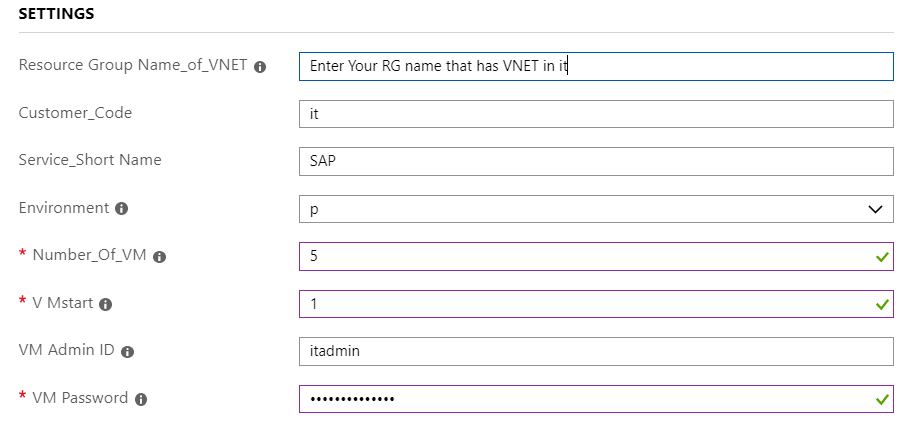 SETTINGS
Resource Group Name_of_VNET Enter Your RG name that has VNET in it
Customer_Code it
Service_Short Name SAP
Environment p
* Number_Of_VM 5
* V Mstart 1
VM Admin ID itadmin
* VM Password ••••••••••••••